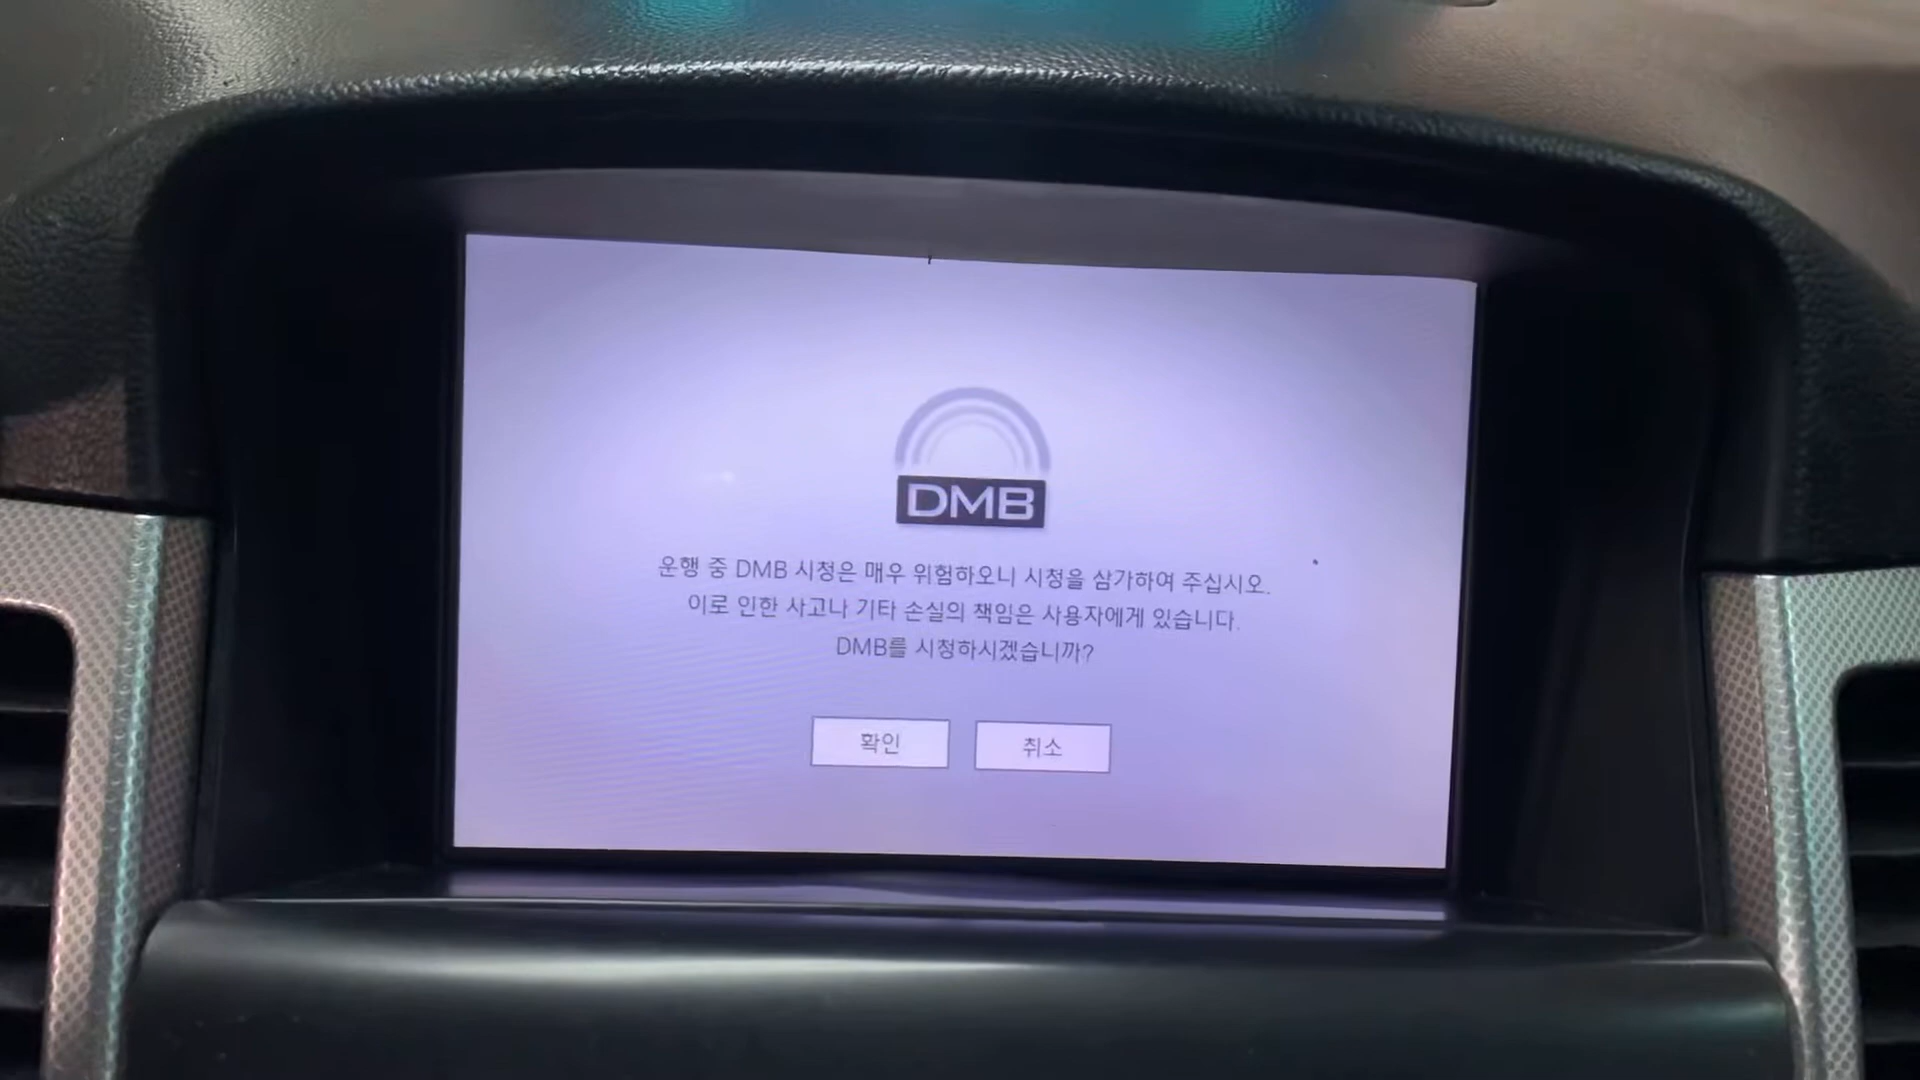 DMB
운행 중 DMB 시청은 매우 위험하오니 시청을 삼가하여 주십시오.
이로 인한 사고나 기타 손실의 책임은 사용자에게 있습니다.
DMB를 시청하시겠습니까?
확인
취소